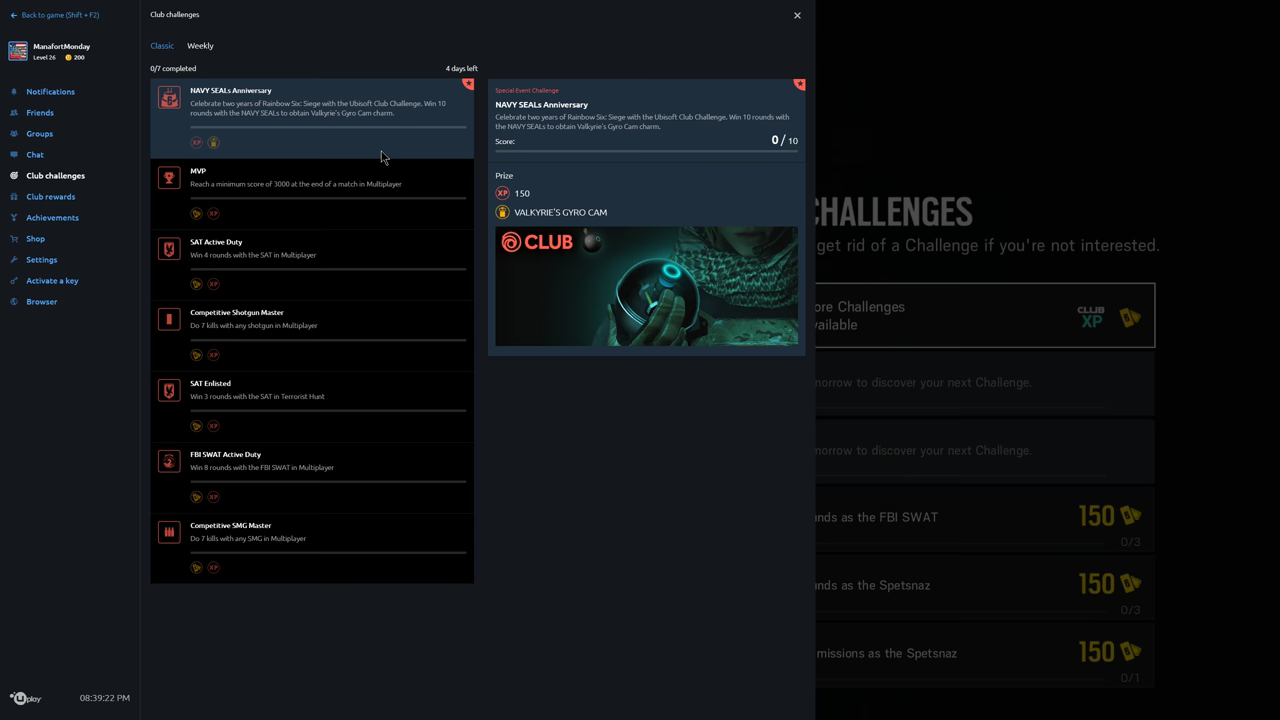 Back to game (Shift + F2)
ManafortMonday
Level 26
200
Notifications
Friends
Groups
Chat
Club challenges
Club rewards
Achievements
Shop
Settings
Activate a key
Browser
uplay
08:39:22 PM
Club challenges
Classic
Weekly
0/7 completed
4 days left
NAVY SEALs Anniversary
Celebrate two years of Rainbow Six: Siege with the Ubisoft Club Challenge. Win 10
rounds with the NAVY SEALs to obtain Valkyrie's Gyro Cam charm.
XP
MVP
Reach a minimum score of 3000 at the end of a match in Multiplayer
XP
SAT Active Duty
Win 4 rounds with the SAT in Multiplayer
XP
Competitive Shotgun Master
Do 7 kills with any shotgun in Multiplayer
XP
SAT Enlisted
Win 3 rounds with the SAT in Terrorist Hunt
XP
FBI SWAT Active Duty
Win 8 rounds with the FBI SWAT in Multiplayer
XP
Competitive SMG Master
Do 7 kills with any SMG in Multiplayer
XP
Special Event Challenge
NAVY SEALs Anniversary
Celebrate two years of Rainbow Six: Siege with the Ubisoft Club Challenge. Win 10 rounds with
the NAVY SEALs to obtain Valkyrie's Gyro Cam charm.
Score:
0 / 10
Prize
XP 150
VALKYRIE'S GYRO CAM
CLUB
CHALLENGES
get rid of a Challenge if you're not interested.
ore Challenges
vailable
CLUB
XP
morrow to discover your next Challenge.
morrow to discover your next Challenge.
unds as the FBI SWAT
150
0/3
unds as the Spetsnaz
150
0/3
missions as the Spetsnaz
150
0/1